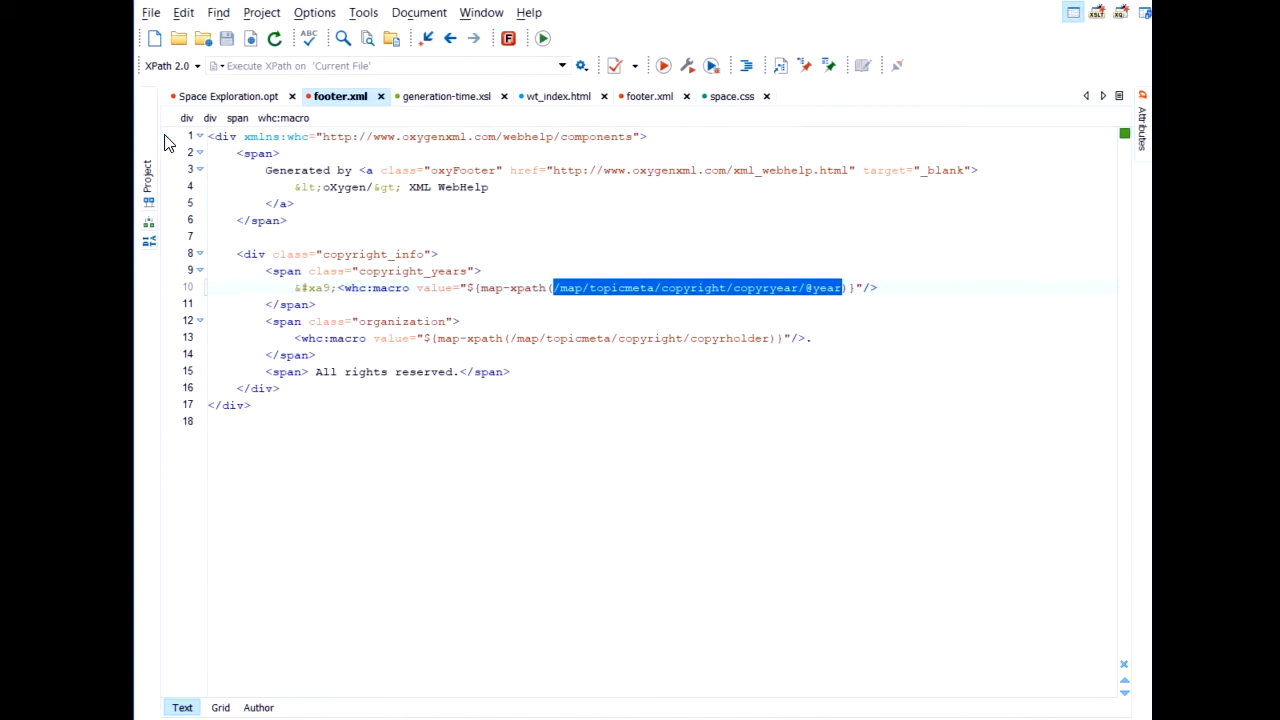 File Edit Find Project Options Tools Document Window Help
XPath 2.0 Execute XPath on 'Current File'
Space Exploration.opt footer.xml generation-time.xsl wt_index.html footer.xml space.css
div div span whc:macro
1 <div xmlns:whc="http://www.oxygenxml.com/webhelp/components">
2 <span>
3 Generated by <a class="oxyFooter" href="http://www.oxygenxml.com/xml_webhelp.html" target="_blank">
4 &lt;oXygen/&gt; XML WebHelp
5 </a>
6 </span>
7
8 <div class="copyright_info">
9 <span class="copyright_years">
10 &#xa9;<whc:macro value="${map-xpath(/map/topicmeta/copyright/copyryear/@year)}"/>
11 </span>
12 <span class="organization">
13 <whc:macro value="${map-xpath(/map/topicmeta/copyright/copyrholder)}"/>.
14 </span>
15 <span> All rights reserved.</span>
16 </div>
17 </div>
18
Project
DITA
Attributes
Text Grid Author